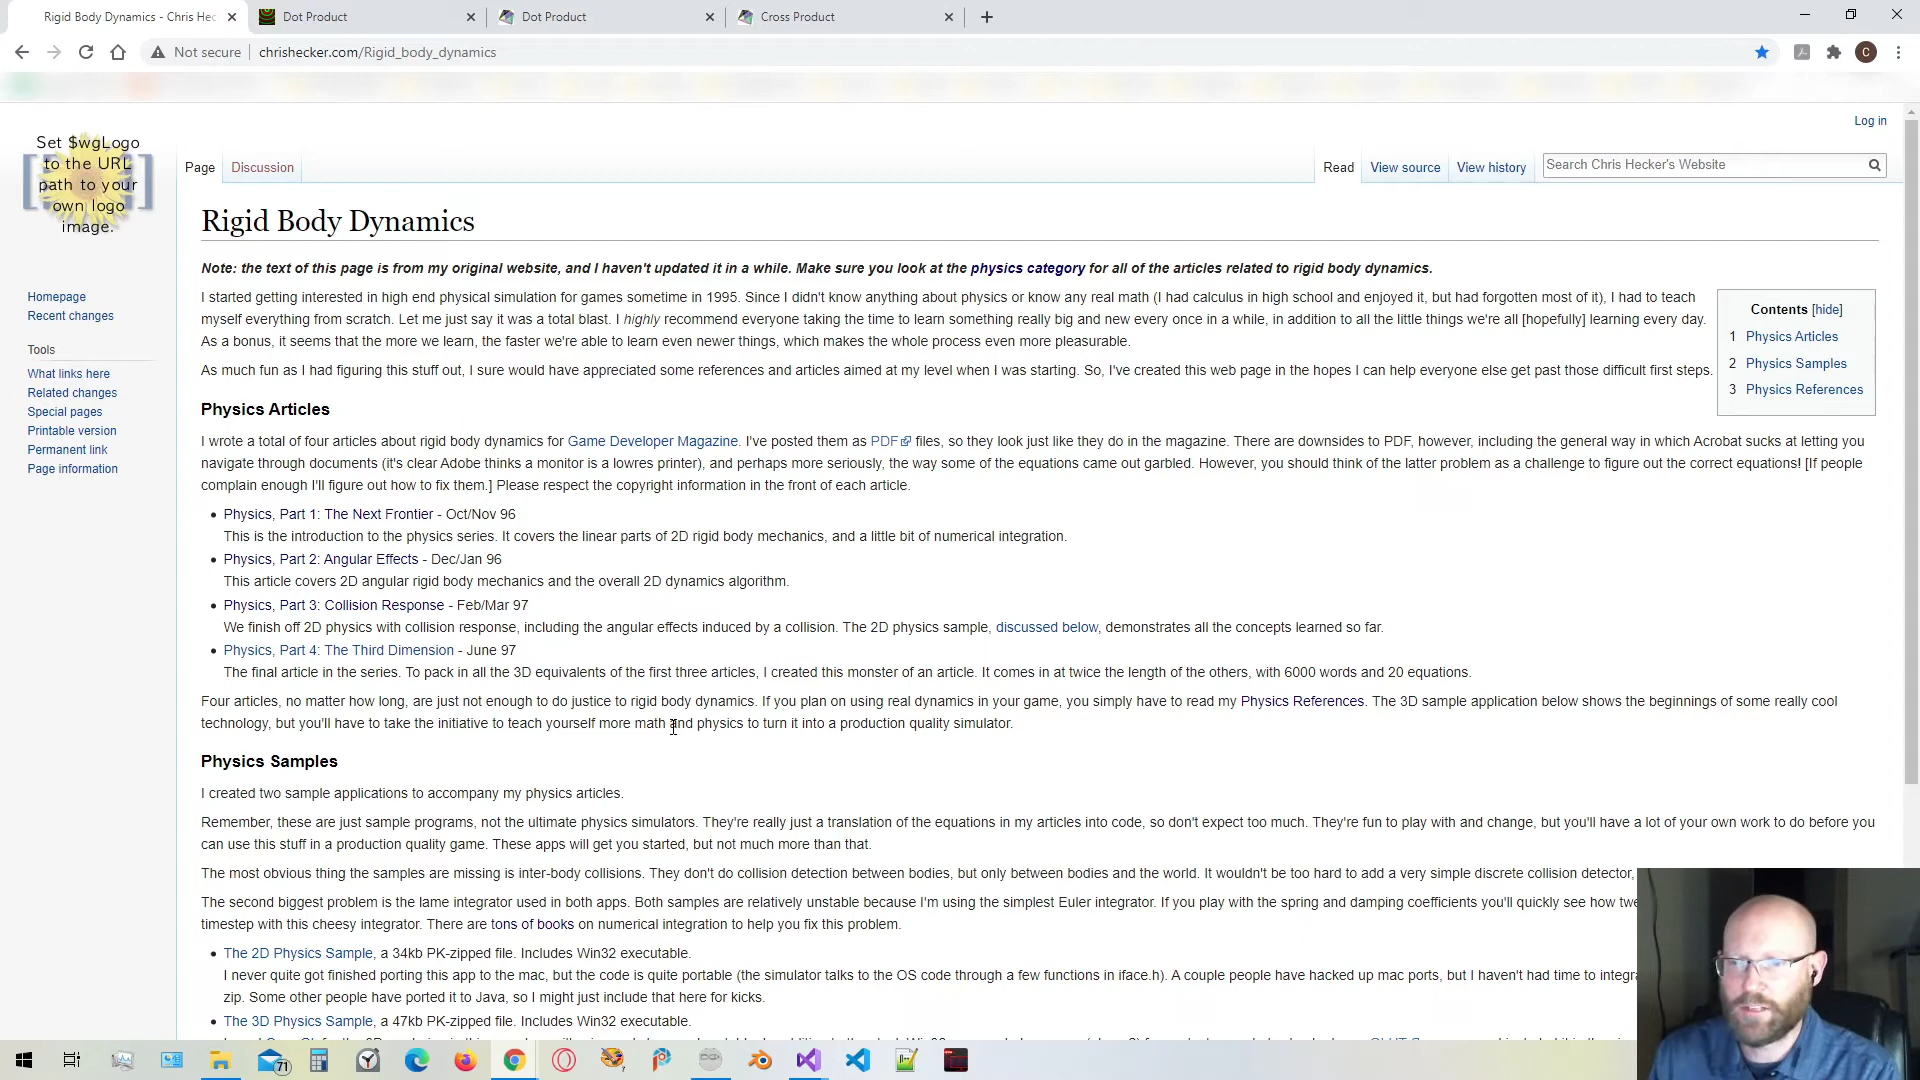 Rigid Body Dynamics - Chris Hec
Dot Product
Dot Product
Cross Product
Not secure
chrishecker.com/Rigid_body_dynamics
C
Log in
Set $wgLogo
to the URL
path to your
own logo
image.
Page
Discussion
Read
View source
View history
Search Chris Hecker's Website
Homepage
Recent changes
Tools
What links here
Related changes
Special pages
Printable version
Permanent link
Page information
Rigid Body Dynamics
Note: the text of this page is from my original website, and I haven't updated it in a while. Make sure you look at the physics category for all of the articles related to rigid body dynamics.
I started getting interested in high end physical simulation for games sometime in 1995. Since I didn't know anything about physics or know any real math (I had calculus in high school and enjoyed it, but had forgotten most of it), I had to teach
myself everything from scratch. Let me just say it was a total blast. I highly recommend everyone taking the time to learn something really big and new every once in a while, in addition to all the little things we're all [hopefully] learning every day.
As a bonus, it seems that the more we learn, the faster we're able to learn even newer things, which makes the whole process even more pleasurable.
As much fun as I had figuring this stuff out, I sure would have appreciated some references and articles aimed at my level when I was starting. So, I've created this web page in the hopes I can help everyone else get past those difficult first steps.
Contents [hide]
1 Physics Articles
2 Physics Samples
3 Physics References
Physics Articles
I wrote a total of four articles about rigid body dynamics for Game Developer Magazine. I've posted them as PDF files, so they look just like they do in the magazine. There are downsides to PDF, however, including the general way in which Acrobat sucks at letting you
navigate through documents (it's clear Adobe thinks a monitor is a lowres printer), and perhaps more seriously, the way some of the equations came out garbled. However, you should think of the latter problem as a challenge to figure out the correct equations! [If people
complain enough I'll figure out how to fix them.] Please respect the copyright information in the front of each article.
Physics, Part 1: The Next Frontier - Oct/Nov 96
This is the introduction to the physics series. It covers the linear parts of 2D rigid body mechanics, and a little bit of numerical integration.
Physics, Part 2: Angular Effects - Dec/Jan 96
This article covers 2D angular rigid body mechanics and the overall 2D dynamics algorithm.
Physics, Part 3: Collision Response - Feb/Mar 97
We finish off 2D physics with collision response, including the angular effects induced by a collision. The 2D physics sample, discussed below, demonstrates all the concepts learned so far.
Physics, Part 4: The Third Dimension - June 97
The final article in the series. To pack in all the 3D equivalents of the first three articles, I created this monster of an article. It comes in at twice the length of the others, with 6000 words and 20 equations.
Four articles, no matter how long, are just not enough to do justice to rigid body dynamics. If you plan on using real dynamics in your game, you simply have to read my Physics References. The 3D sample application below shows the beginnings of some really cool
technology, but you'll have to take the initiative to teach yourself more math and physics to turn it into a production quality simulator.
Physics Samples
I created two sample applications to accompany my physics articles.
Remember, these are just sample programs, not the ultimate physics simulators. They're really just a translation of the equations in my articles into code, so don't expect too much. They're fun to play with and change, but you'll have a lot of your own work to do before you
can use this stuff in a production quality game. These apps will get you started, but not much more than that.
The most obvious thing the samples are missing is inter-body collisions. They don't do collision detection between bodies, but only between bodies and the world. It wouldn't be too hard to add a very simple discrete collision detector,
The second biggest problem is the lame integrator used in both apps. Both samples are relatively unstable because I'm using the simplest Euler integrator. If you play with the spring and damping coefficients you'll quickly see how twe
timestep with this cheesy integrator. There are tons of books on numerical integration to help you fix this problem.
The 2D Physics Sample, a 34kb PK-zipped file. Includes Win32 executable.
I never quite got finished porting this app to the mac, but the code is quite portable (the simulator talks to the OS code through a few functions in iface.h). A couple people have hacked up mac ports, but I haven't had time to integra
zip. Some other people have ported it to Java, so I might just include that here for kicks.
The 3D Physics Sample, a 47kb PK-zipped file. Includes Win32 executable.
71